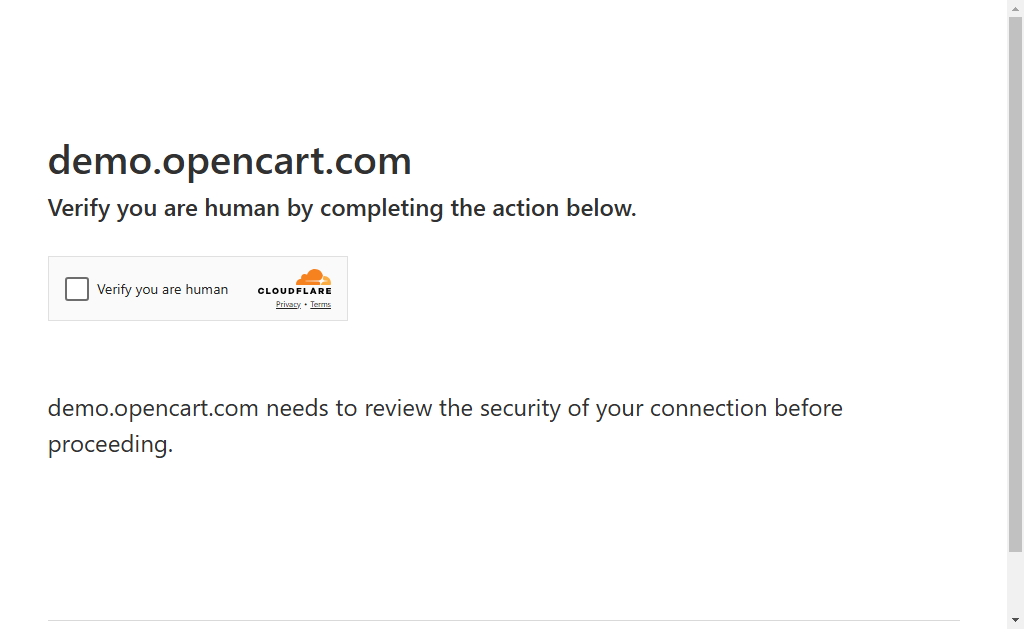 demo.opencart.com
Verify you are human by completing the action below.
Verify you are human
CLOUDFLARE
Privacy • Terms
demo.opencart.com needs to review the security of your connection before
proceeding.